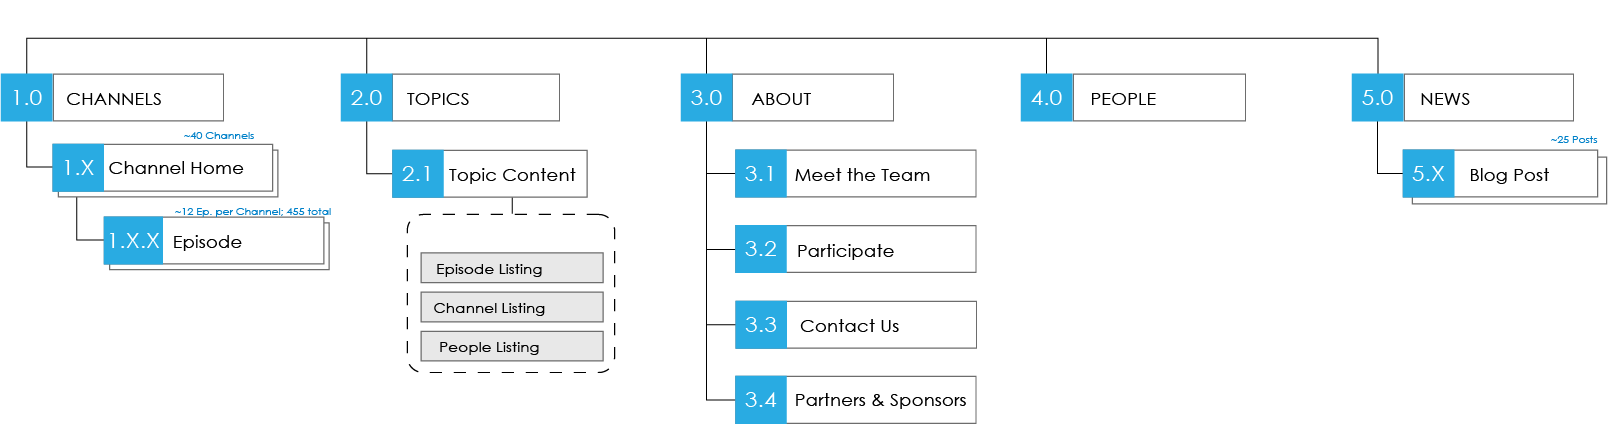 1.0 CHANNELS
~40 Channels
1.X Channel Home
~12 Ep. per Channel; 455 total
1.X.X Episode
2.0 TOPICS
2.1 Topic Content
Episode Listing
Channel Listing
People Listing
3.0 ABOUT
3.1 Meet the Team
3.2 Participate
3.3 Contact Us
3.4 Partners & Sponsors
4.0 PEOPLE
5.0 NEWS
~25 Posts
5.X Blog Post